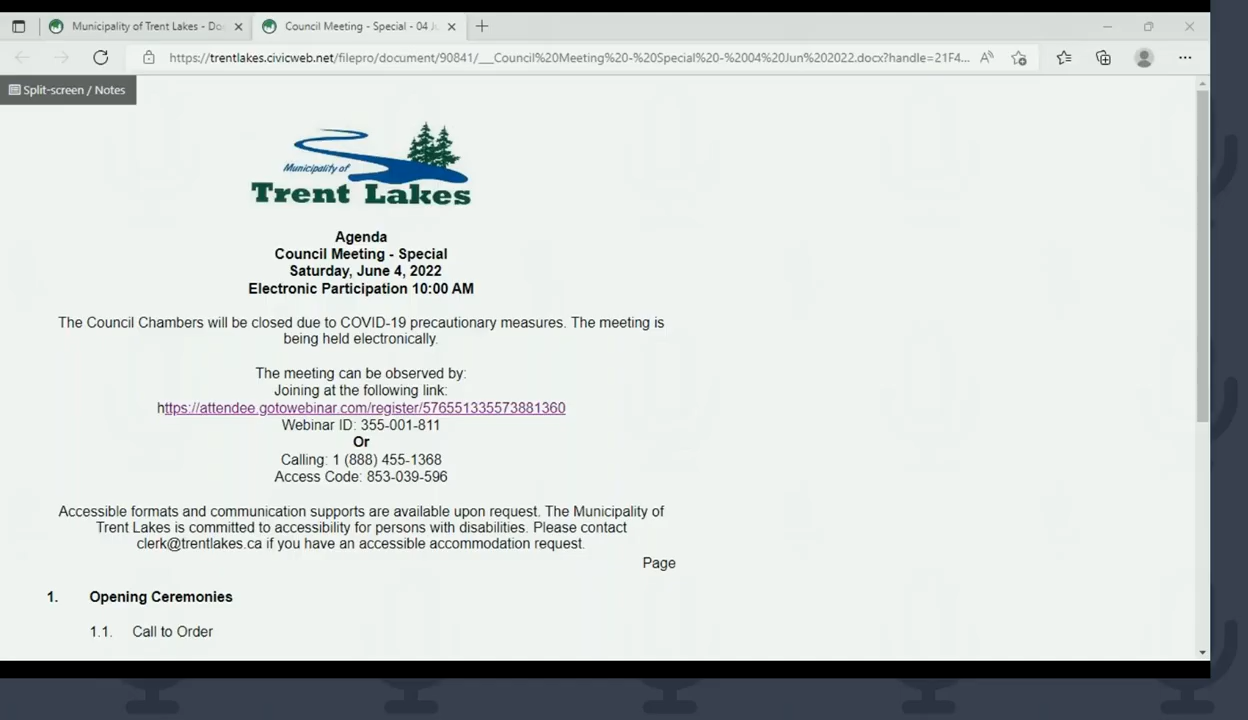 Municipality of Trent Lakes - Do
Council Meeting - Special - 04 J
https://trentlakes.civicweb.net/filepro/document/90841/__Council%20Meeting%20-%20Special%20-%2004%20Jun%202022.docx?handle=21F4...
Split-screen / Notes
Municipality of
Trent Lakes
Agenda
Council Meeting - Special
Saturday, June 4, 2022
Electronic Participation 10:00 AM
The Council Chambers will be closed due to COVID-19 precautionary measures. The meeting is
being held electronically.
The meeting can be observed by:
Joining at the following link:
https://attendee.gotowebinar.com/register/576551335573881360
Webinar ID: 355-001-811
Or
Calling: 1 (888) 455-1368
Access Code: 853-039-596
Accessible formats and communication supports are available upon request. The Municipality of
Trent Lakes is committed to accessibility for persons with disabilities. Please contact
clerk@trentlakes.ca if you have an accessible accommodation request.
Page
1. Opening Ceremonies
1.1. Call to Order